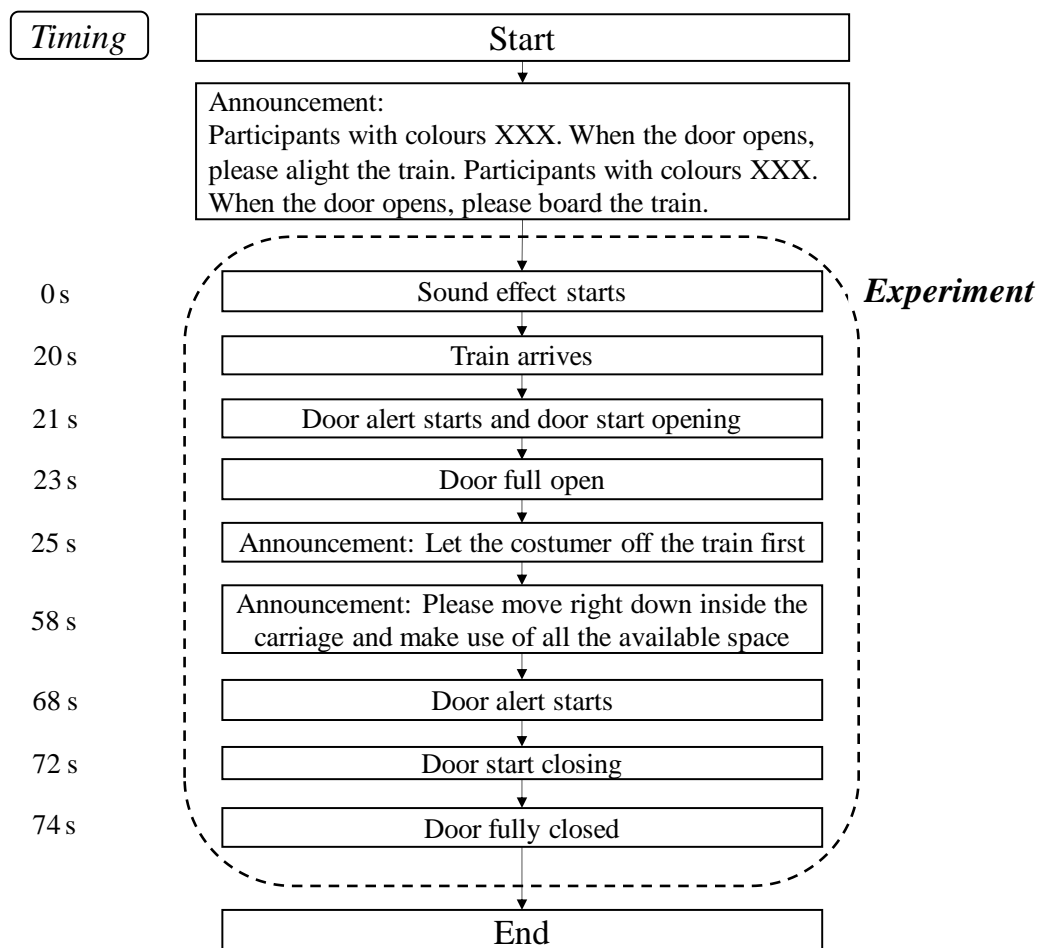 Timing
Start
Announcement:
Participants with colours XXX. When the door opens,
please alight the train. Participants with colours XXX.
When the door opens, please board the train.
Experiment
0 s
Sound effect starts
20 s
Train arrives
21 s
Door alert starts and door start opening
23 s
Door full open
25 s
Announcement: Let the costumer off the train first
58 s
Announcement: Please move right down inside the
carriage and make use of all the available space
68 s
Door alert starts
72 s
Door start closing
74 s
Door fully closed
End